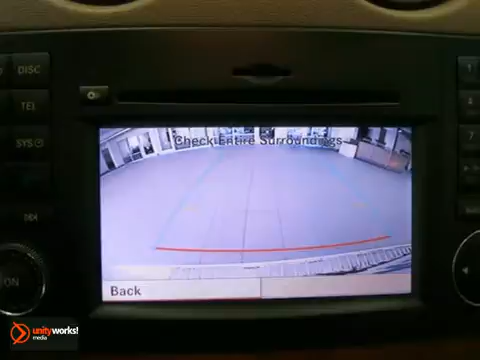 DISC
TEL
SYS
ON
Check Entire Surroundings
Back
unityworks!
media